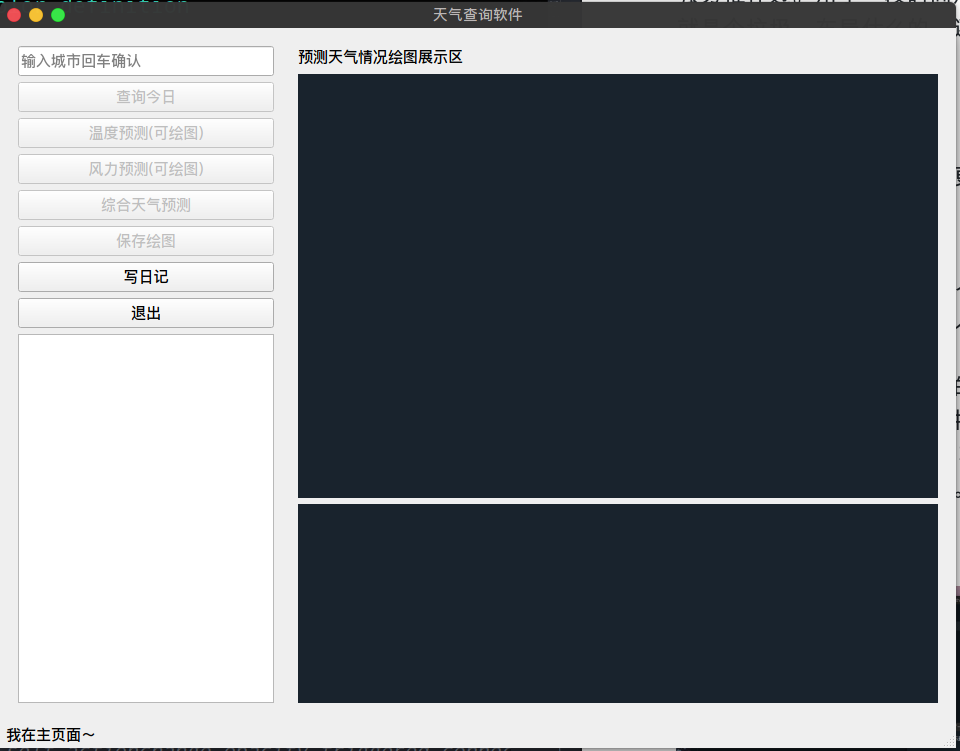 天气查询软件
输入城市回车确认
查询今日
温度预测(可绘图)
风力预测(可绘图)
综合天气预测
保存绘图
写日记
退出
预测天气情况绘图展示区
我在主页面～